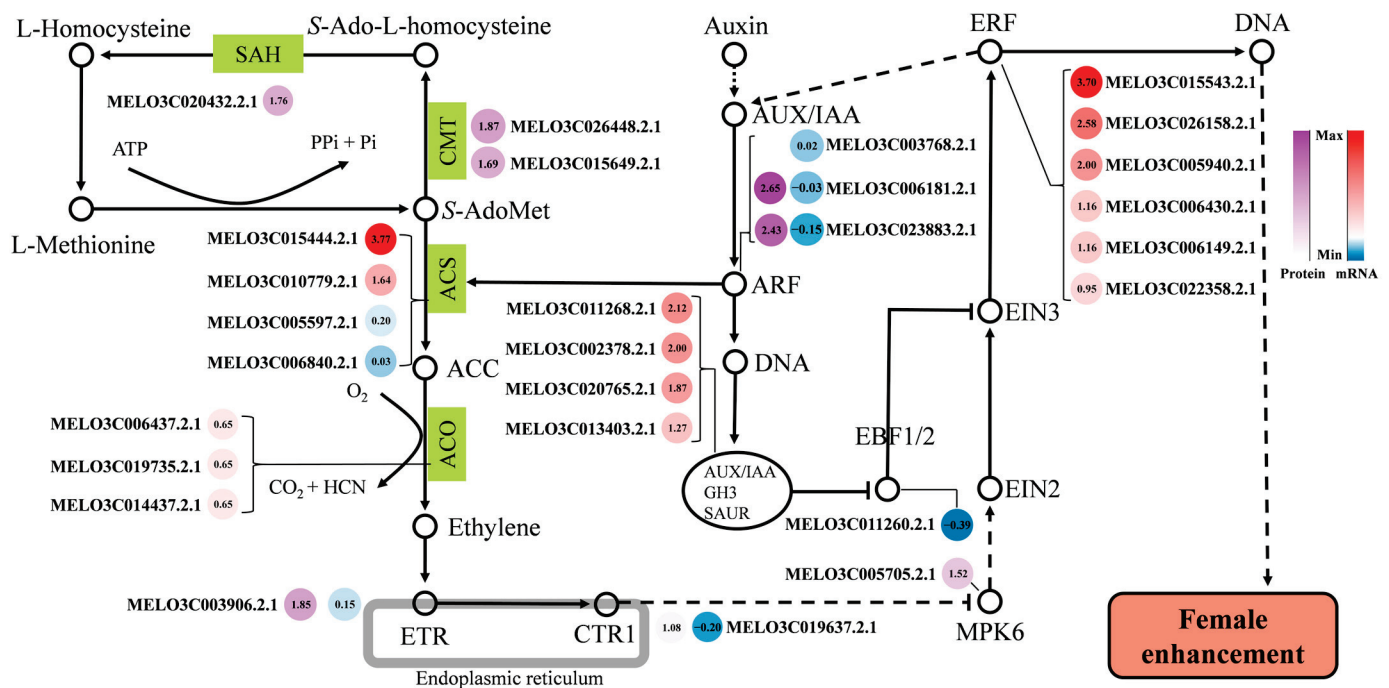 L-Homocysteine
SAH
S-Ado-L-homocysteine
Auxin
ERF
DNA
MELO3C020432.2.1 1.76
CMT
1.87 MELO3C026448.2.1
1.69 MELO3C015649.2.1
ATP
PPi + Pi
L-Methionine
S-AdoMet
AUX/IAA
0.02 MELO3C003768.2.1
2.65 −0.03 MELO3C006181.2.1
2.43 −0.15 MELO3C023883.2.1
ARF
3.70 MELO3C015543.2.1
2.58 MELO3C026158.2.1
2.00 MELO3C005940.2.1
1.16 MELO3C006430.2.1
1.16 MELO3C006149.2.1
0.95 MELO3C022358.2.1
Max
Min
Protein mRNA
MELO3C015444.2.1 3.77
MELO3C010779.2.1 1.64
MELO3C005597.2.1 0.20
MELO3C006840.2.1 0.03
ACS
ACC
MELO3C011268.2.1 2.12
MELO3C002378.2.1 2.00
MELO3C020765.2.1 1.87
MELO3C013403.2.1 1.27
DNA
EIN3
O2
ACO
CO2 + HCN
MELO3C006437.2.1 0.65
MELO3C019735.2.1 0.65
MELO3C014437.2.1 0.65
AUX/IAA
GH3
SAUR
EBF1/2
MELO3C011260.2.1 −0.39
EIN2
Ethylene
MELO3C005705.2.1 1.52
MELO3C003906.2.1 1.85 0.15
ETR
CTR1
1.08 −0.20 MELO3C019637.2.1
MPK6
Endoplasmic reticulum
Female
enhancement